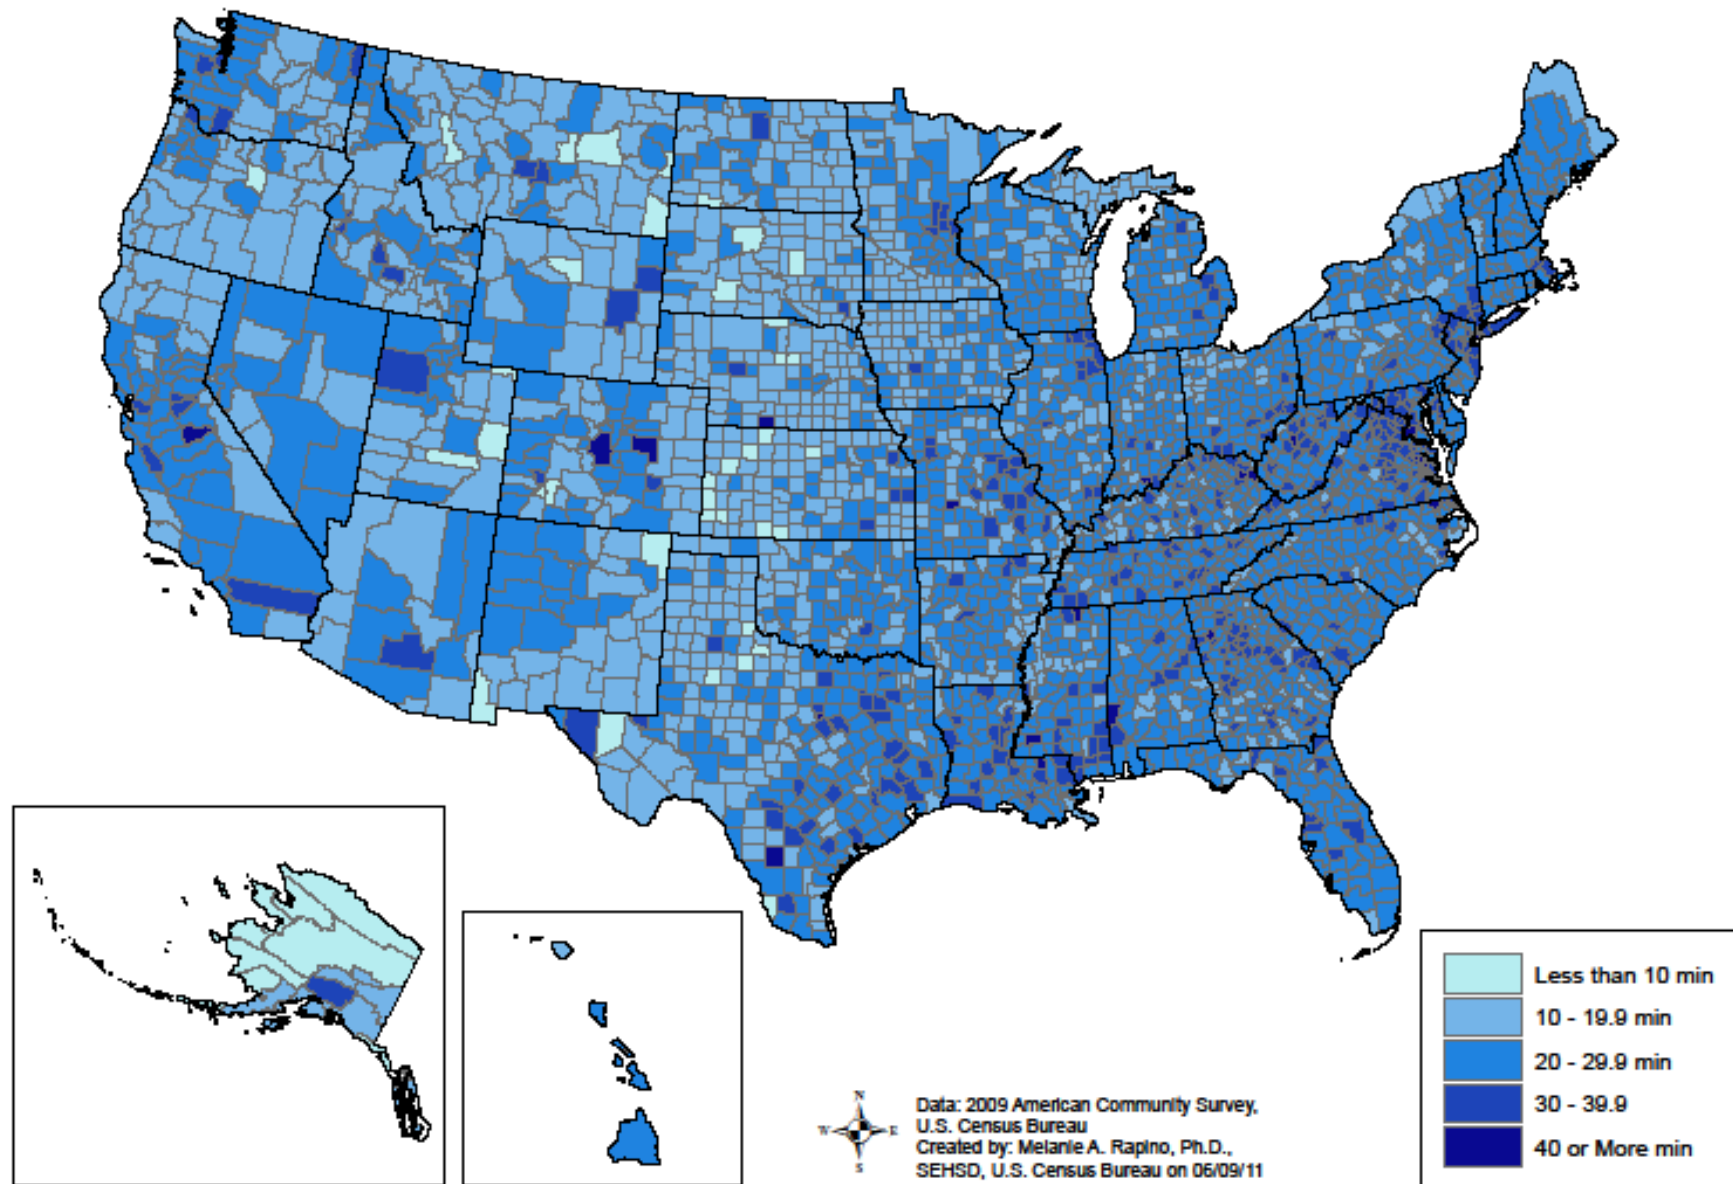 Less than 10 min
10 - 19.9 min
20 - 29.9 min
30 - 39.9
40 or More min
N
W E
S
Data: 2009 American Community Survey,
U.S. Census Bureau
Created by: Melanie A. Rapino, Ph.D.,
SEHSD, U.S. Census Bureau on 06/09/11